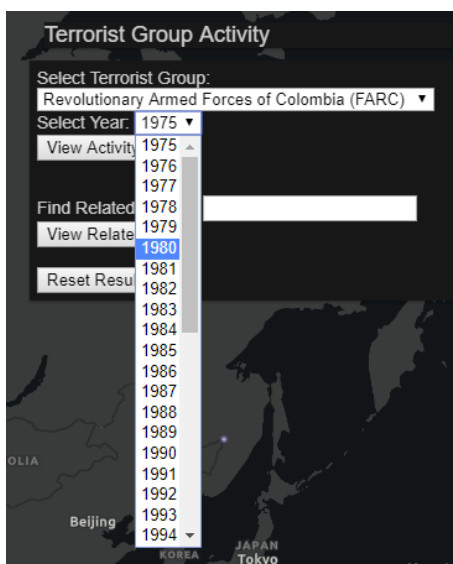 Terrorist Group Activity
Select Terrorist Group:
Revolutionary Armed Forces of Colombia (FARC)
Select Year: 1975
View Activity
1975
1976
1977
Find Related
1978
1979
View Relate
1980
1981
Reset Resu
1982
1983
1984
1985
1986
1987
1988
1989
1990
OLIA
1991
1992
Beijing
1993
1994
KOREA
JAPAN
Tokyo